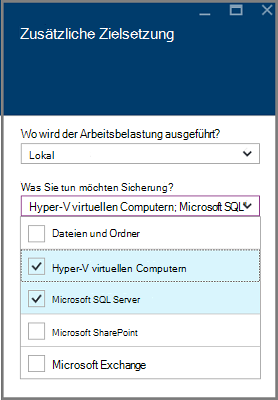 Zusätzliche Zielsetzung
Wo wird der Arbeitsbelastung ausgeführt?
Lokal
Was Sie tun möchten Sicherung?
Hyper-V virtuellen Computern; Microsoft SQL
Dateien und Ordner
Hyper-V virtuellen Computern
Microsoft SQL Server
Microsoft SharePoint
Microsoft Exchange